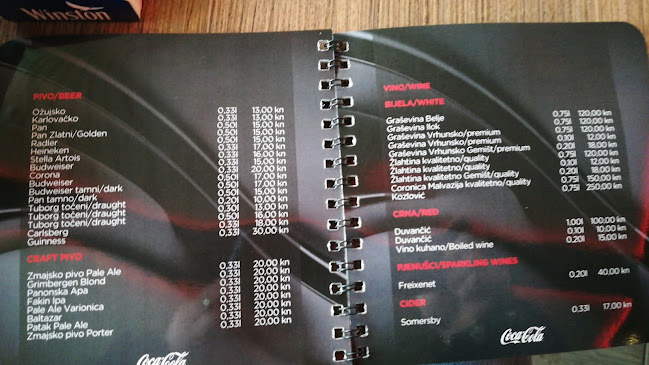 Winston
PIVO/BEER
Ožujsko 0,33l 13,00 kn
Karlovačko 0,33l 13,00 kn
Pan 0,50l 15,00 kn
Pan Zlatni/Golden 0,50l 15,00 kn
Radler 0,50l 15,00 kn
Heineken 0,33l 17,00 kn
Stella Artois 0,33l 16,00 kn
Budweiser 0,33l 15,00 kn
Corona 0,33l 17,00 kn
Budweiser 0,50l 17,00 kn
Budweiser tamni/dark 0,50l 17,00 kn
Pan tamno/dark 0,50l 15,00 kn
Tuborg točeni/draught 0,30l 10,00 kn
Tuborg točeni/draught 0,50l 16,00 kn
Carlsberg 0,33l 18,00 kn
Guinness 0,33l 30,00 kn
CRAFT PIVO
Zmajsko pivo Pale Ale 0,33l 20,00 kn
Grimbergen Blond 0,33l 20,00 kn
Panonska Apa 0,33l 20,00 kn
Fakin Ipa 0,33l 20,00 kn
Pale Ale Varionica 0,33l 20,00 kn
Baltazar 0,33l 20,00 kn
Patak Pale Ale 0,33l 20,00 kn
Zmajsko pivo Porter 0,33l 20,00 kn
Coca-Cola
VINO/WINE
BIJELA/WHITE
Graševina Belje 0,75l 120,00 kn
Graševina Ilok 0,75l 120,00 kn
Graševina Vrhunsko/premium 0,75l 120,00 kn
Graševina Vrhunsko/premium 0,10l 12,00 kn
Graševina Vrhunsko Gemišt/premium 0,20l 18,00 kn
Žlahtina kvalitetno/quality 0,75l 120,00 kn
Žlahtina kvalitetno/quality 0,10l 12,00 kn
Žlahtina kvalitetno Gemišt/quality 0,20l 18,00 kn
Coronica Malvazija kvalitetno/quality 0,75l 150,00 kn
Kozlović 0,75l 250,00 kn
CRNA/RED
Duvančić 1,00l 100,00 kn
Duvančić 0,10l 10,00 kn
Vino kuhano/Boiled wine 0,20l 15,00 kn
PJENUŠCI/SPARKLING WINES
Freixenet 0,20l 40,00 kn
CIDER
Somersby 0,33l 17,00 kn
Coca-Cola